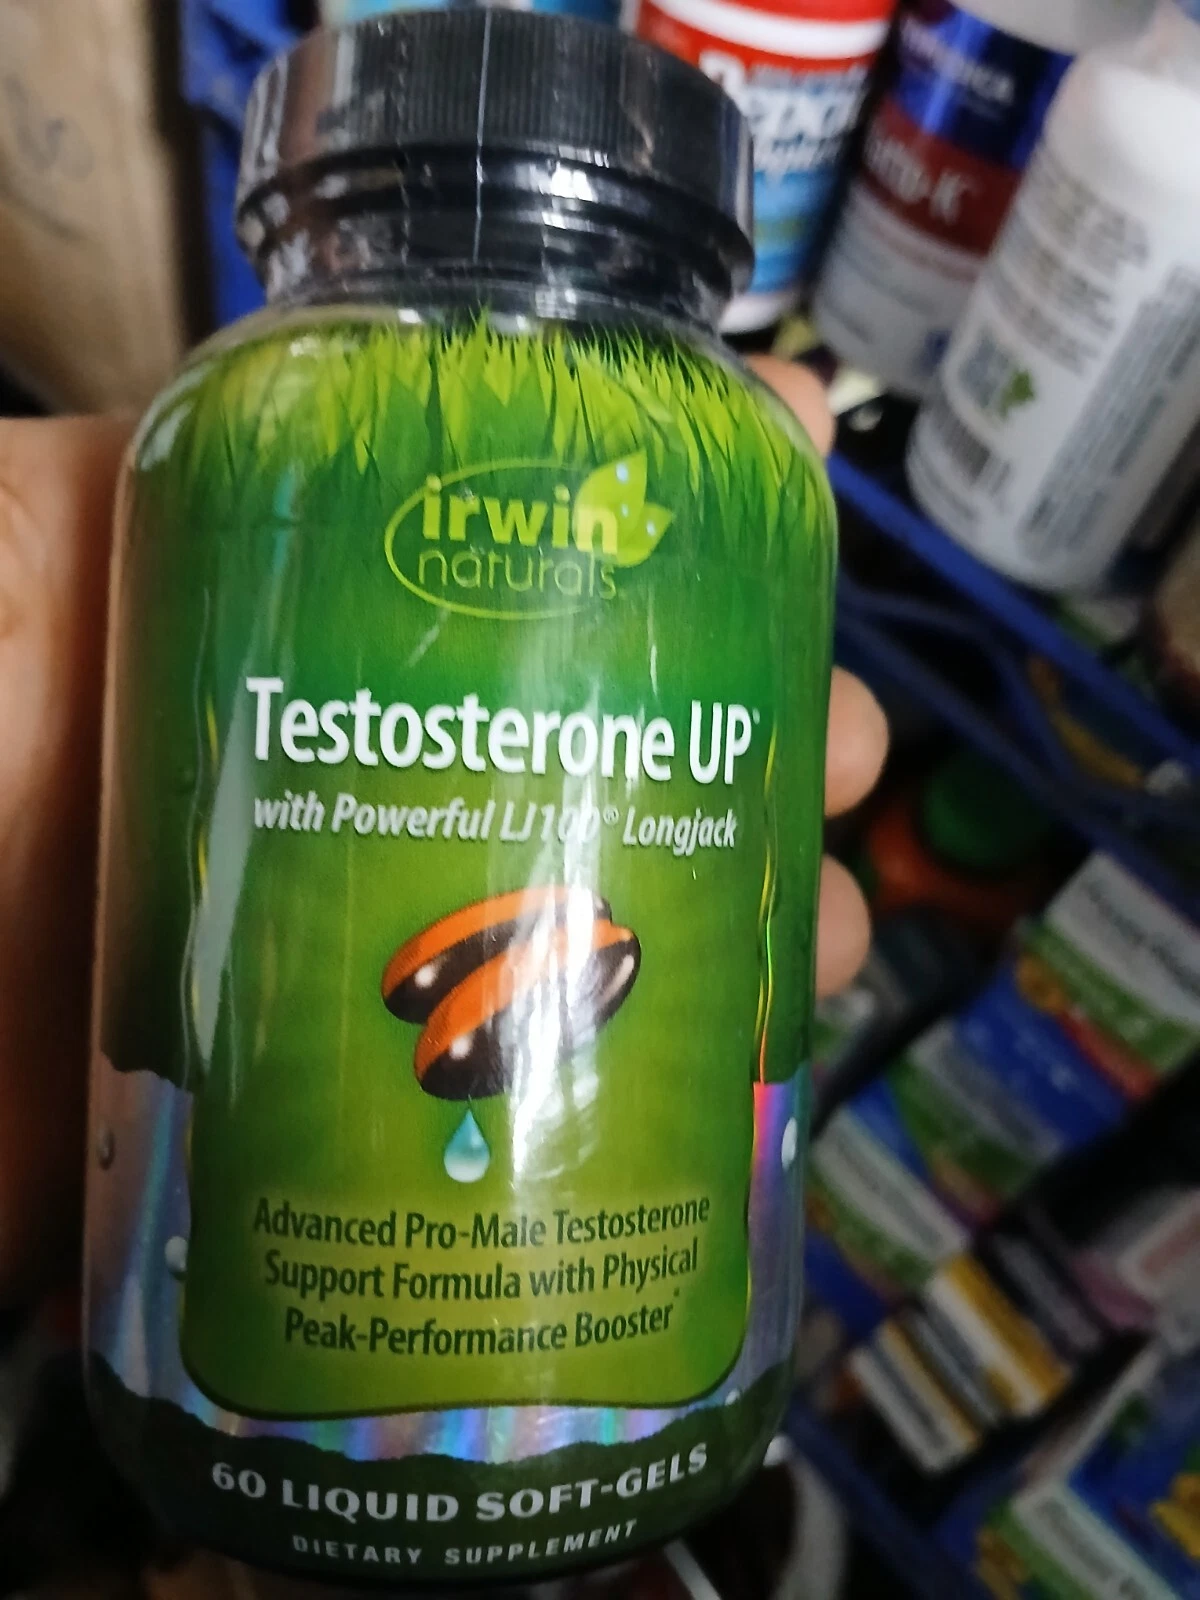 irwin
naturals
Testosterone UP*
with Powerful LJ100® Longjack
Advanced Pro-Male Testosterone
Support Formula with Physical
Peak-Performance Booster*
60 LIQUID SOFT-GELS
DIETARY SUPPLEMENT